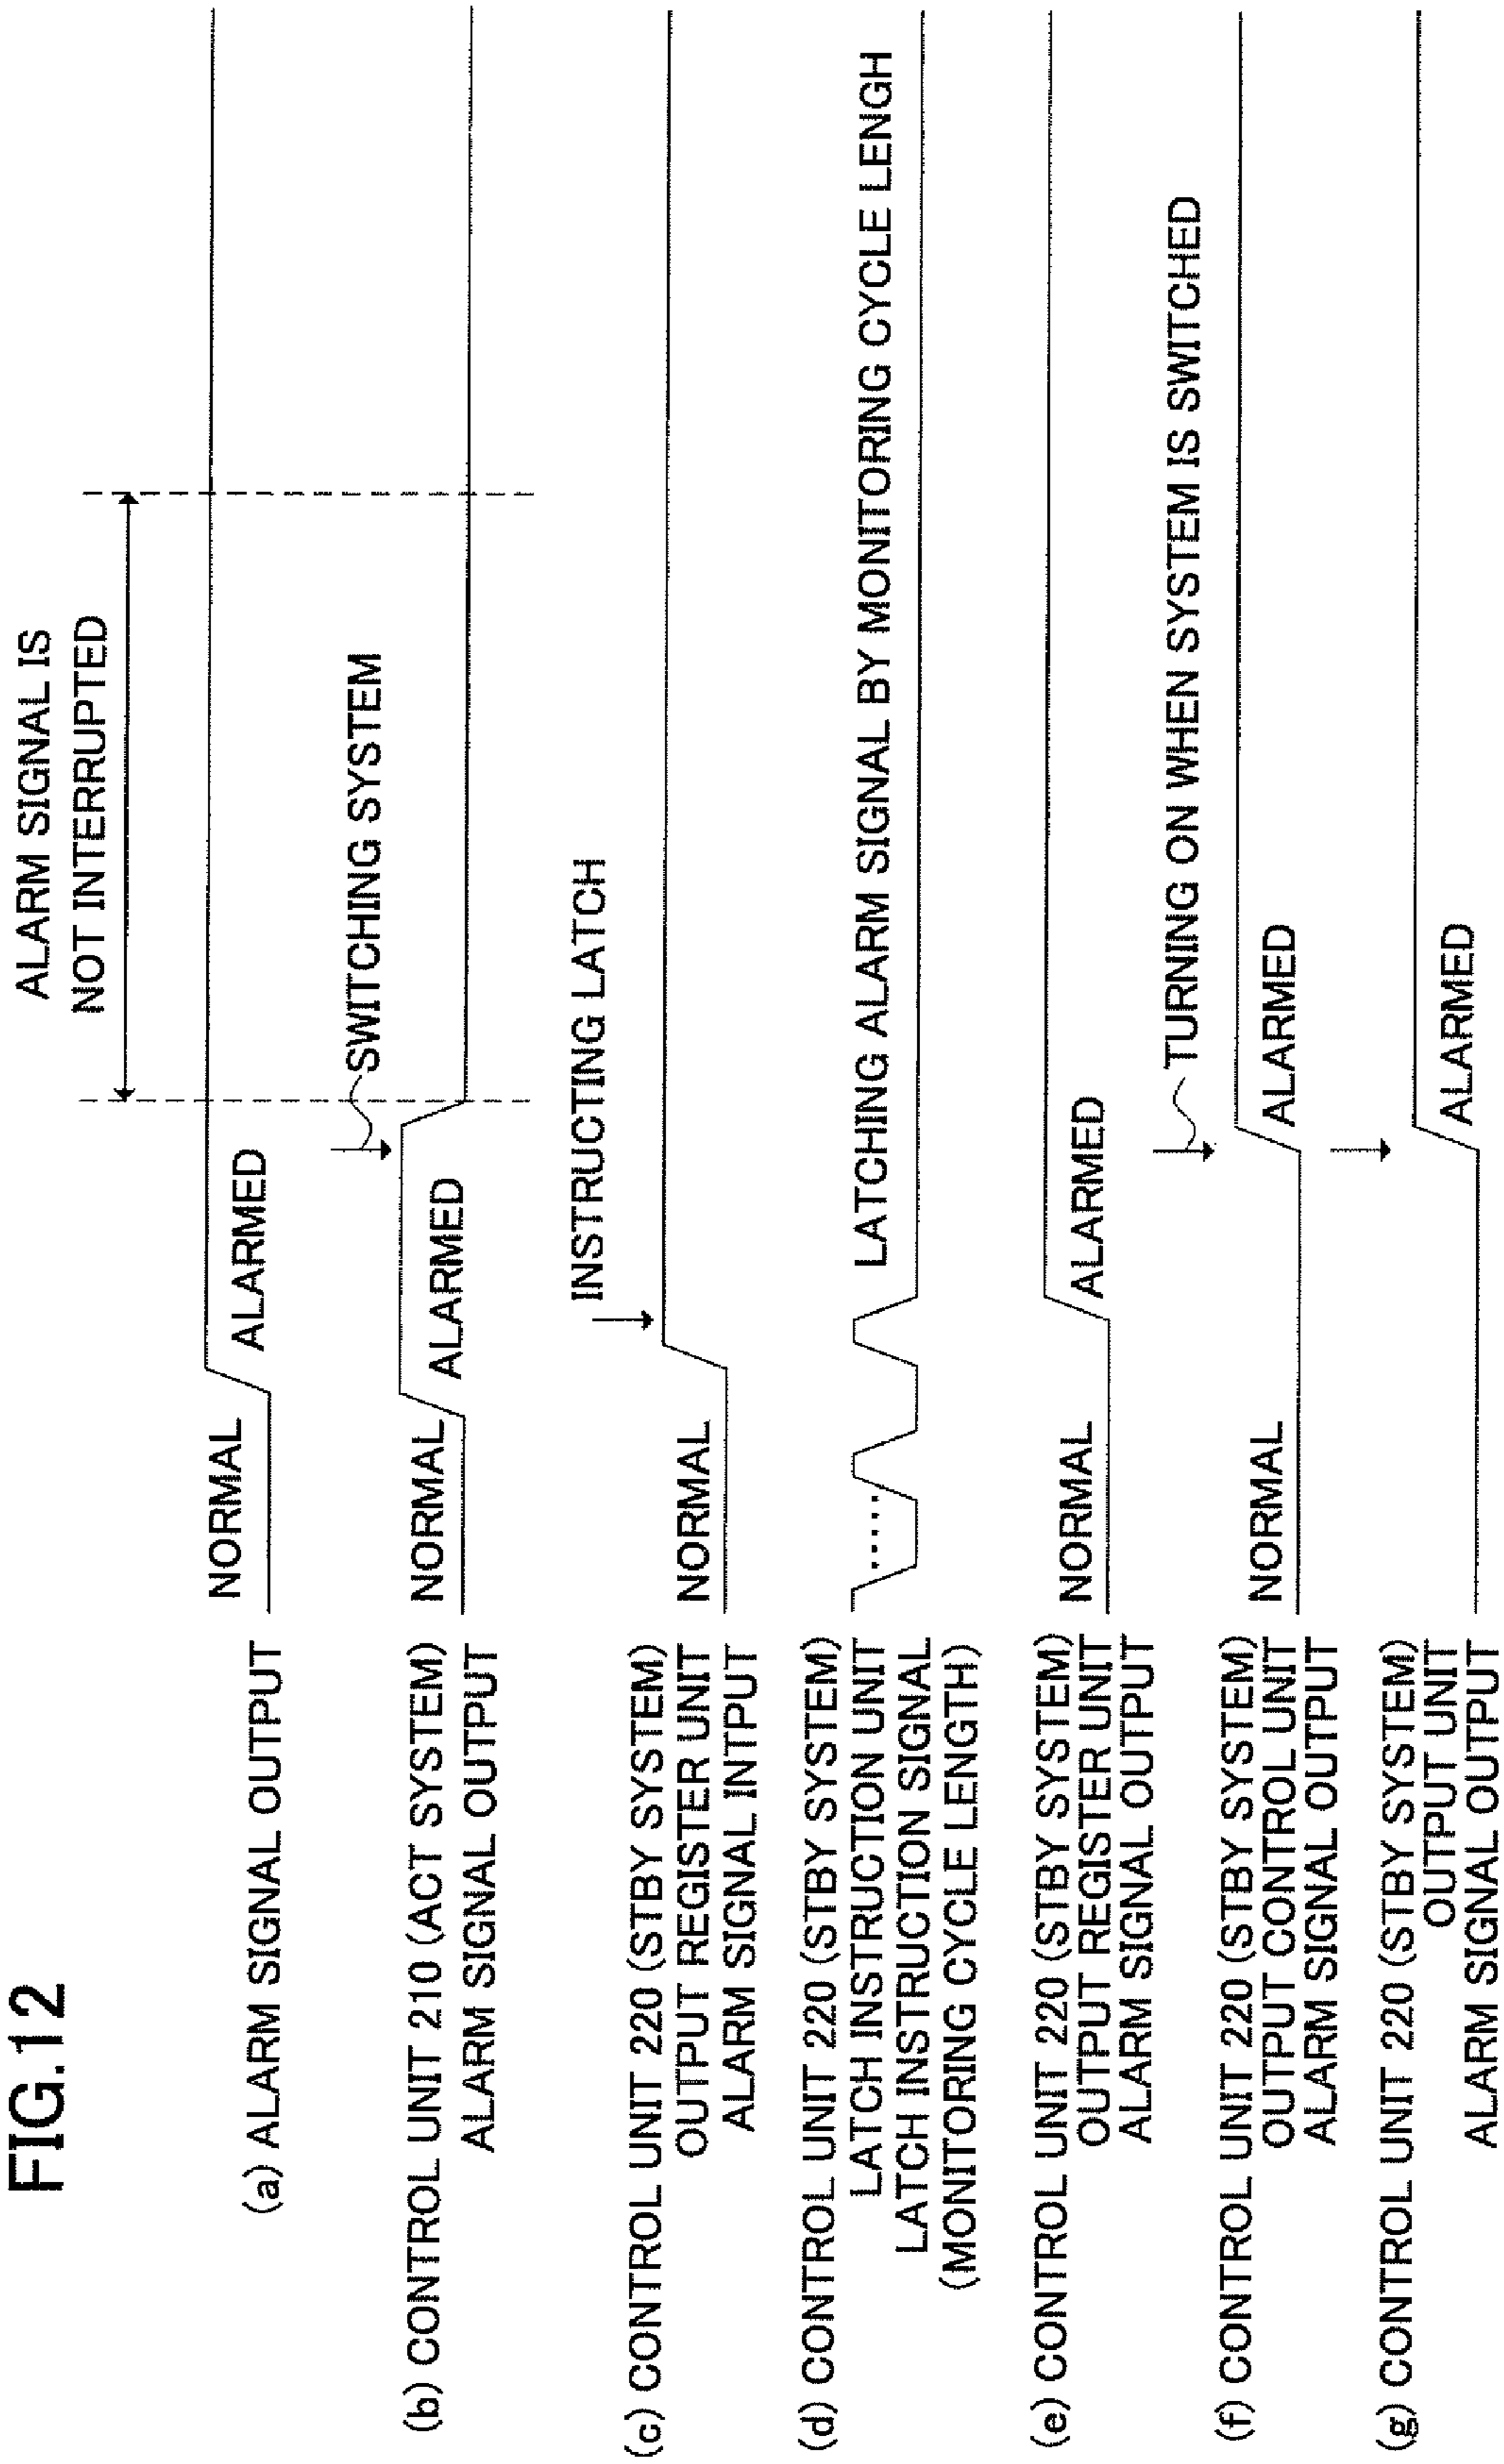 FIG.12
ALARM SIGNAL IS
NOT INTERRUPTED
(a) ALARM SIGNAL OUTPUT
NORMAL
ALARMED
(b) CONTROL UNIT 210 (ACT SYSTEM)
ALARM SIGNAL OUTPUT
NORMAL
ALARMED
SWITCHING SYSTEM
(c) CONTROL UNIT 220 (STBY SYSTEM)
OUTPUT REGISTER UNIT
ALARM SIGNAL INTPUT
NORMAL
INSTRUCTING LATCH
(d) CONTROL UNIT 220 (STBY SYSTEM)
LATCH INSTRUCTION UNIT
LATCH INSTRUCTION SIGNAL
(MONITORING CYCLE LENGTH)
LATCHING ALARM SIGNAL BY MONITORING CYCLE LENGH
(e) CONTROL UNIT 220 (STBY SYSTEM)
OUTPUT REGISTER UNIT
ALARM SIGNAL OUTPUT
NORMAL
ALARMED
(f) CONTROL UNIT 220 (STBY SYSTEM)
OUTPUT CONTROL UNIT
ALARM SIGNAL OUTPUT
NORMAL
ALARMED
TURNING ON WHEN SYSTEM IS SWITCHED
(g) CONTROL UNIT 220 (STBY SYSTEM)
OUTPUT UNIT
ALARM SIGNAL OUTPUT
ALARMED